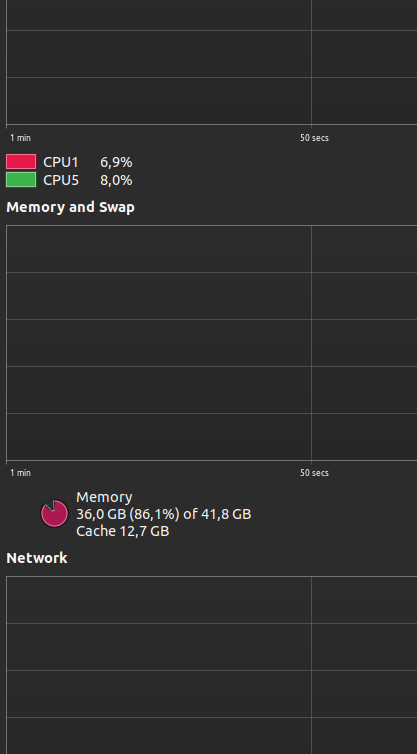 1 min 50 secs
CPU1 6,9%
CPU5 8,0%
Memory and Swap
1 min 50 secs
Memory
36,0 GB (86,1%) of 41,8 GB
Cache 12,7 GB
Network